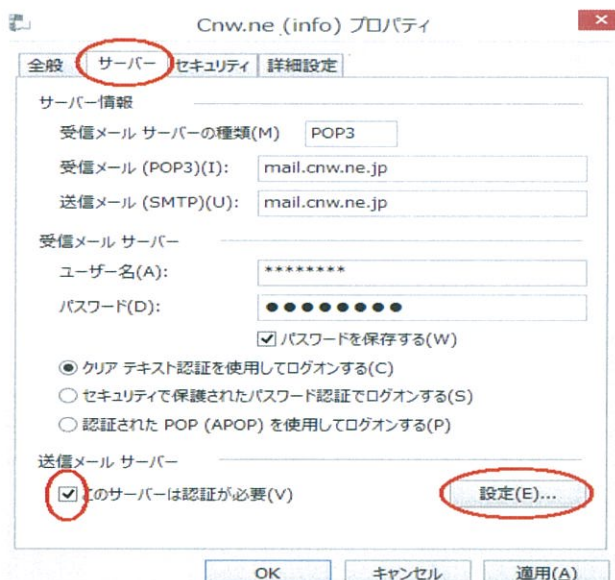 Cnw.ne (info) プロパティ
全般 サーバー セキュリティ 詳細設定
サーバー情報
受信メール サーバーの種類(M) POP3
受信メール (POP3)(I): mail.cnw.ne.jp
送信メール (SMTP)(U): mail.cnw.ne.jp
受信メール サーバー
ユーザー名(A): ********
パスワード(D): ●●●●●●●●
パスワードを保存する(W)
クリア テキスト認証を使用してログオンする(C)
セキュリティで保護されたパスワード認証でログオンする(S)
認証された POP (APOP) を使用してログオンする(P)
送信メール サーバー
このサーバーは認証が必要(V) 設定(E)...
OK キャンセル 適用(A)